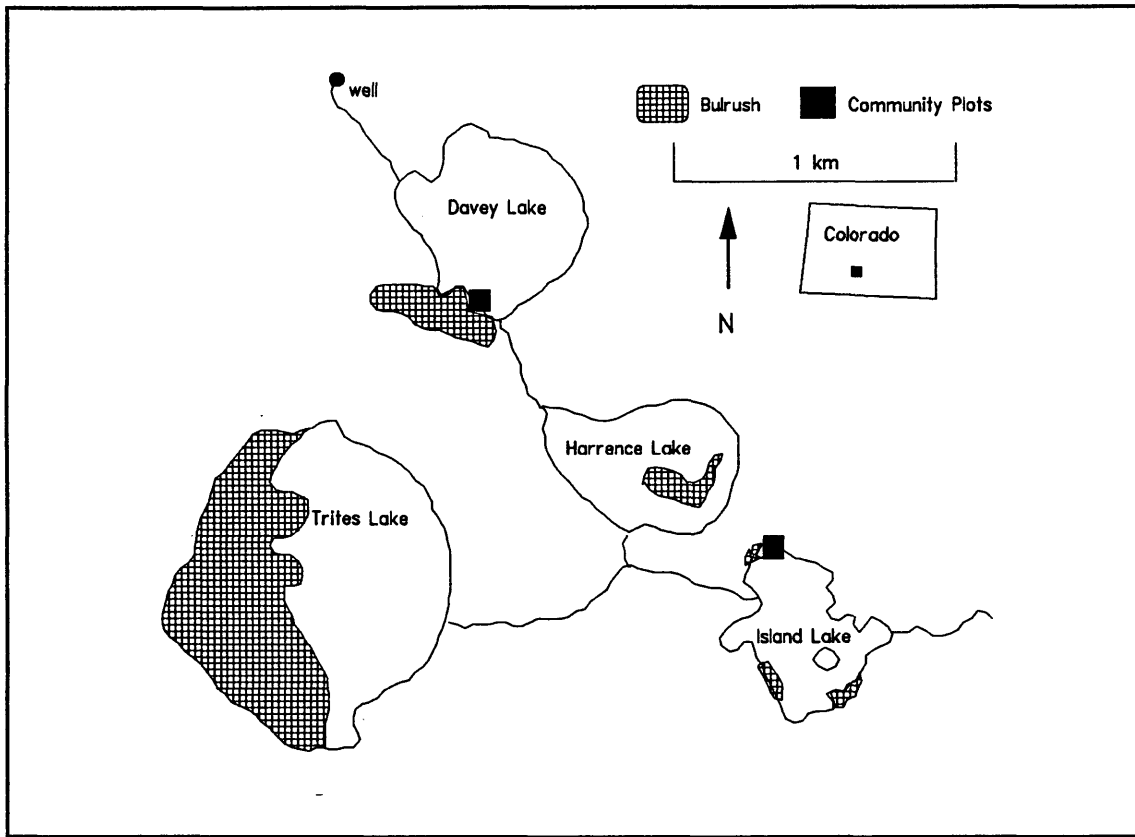 well
Bulrush
Community Plots
1 km
Davey Lake
Colorado
N
Harrence Lake
Trites Lake
Island Lake